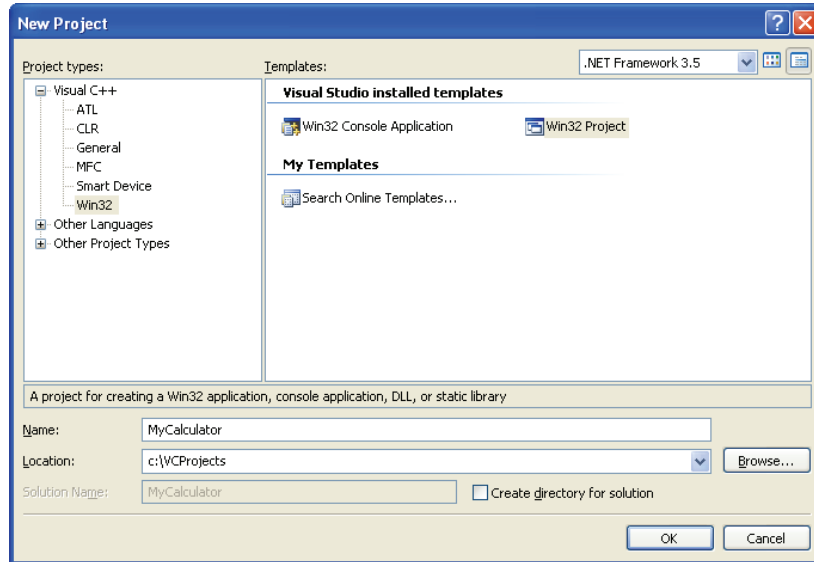 New Project
Project types:
Templates:
.NET Framework 3.5
Visual C++
ATL
CLR
General
MFC
Smart Device
Win32
Other Languages
Other Project Types
Visual Studio installed templates
Win32 Console Application
Win32 Project
My Templates
Search Online Templates...
A project for creating a Win32 application, console application, DLL, or static library
Name:
MyCalculator
Location:
c:\VCProjects
Browse...
Solution Name:
MyCalculator
Create directory for solution
OK
Cancel